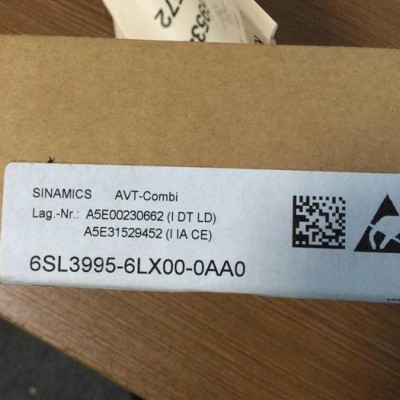 SINAMICS AVT-Combi
Lag.-Nr.: A5E00230662 (I DT LD)
A5E31529452 (I IA CE)
6SL3995-6LX00-0AA0